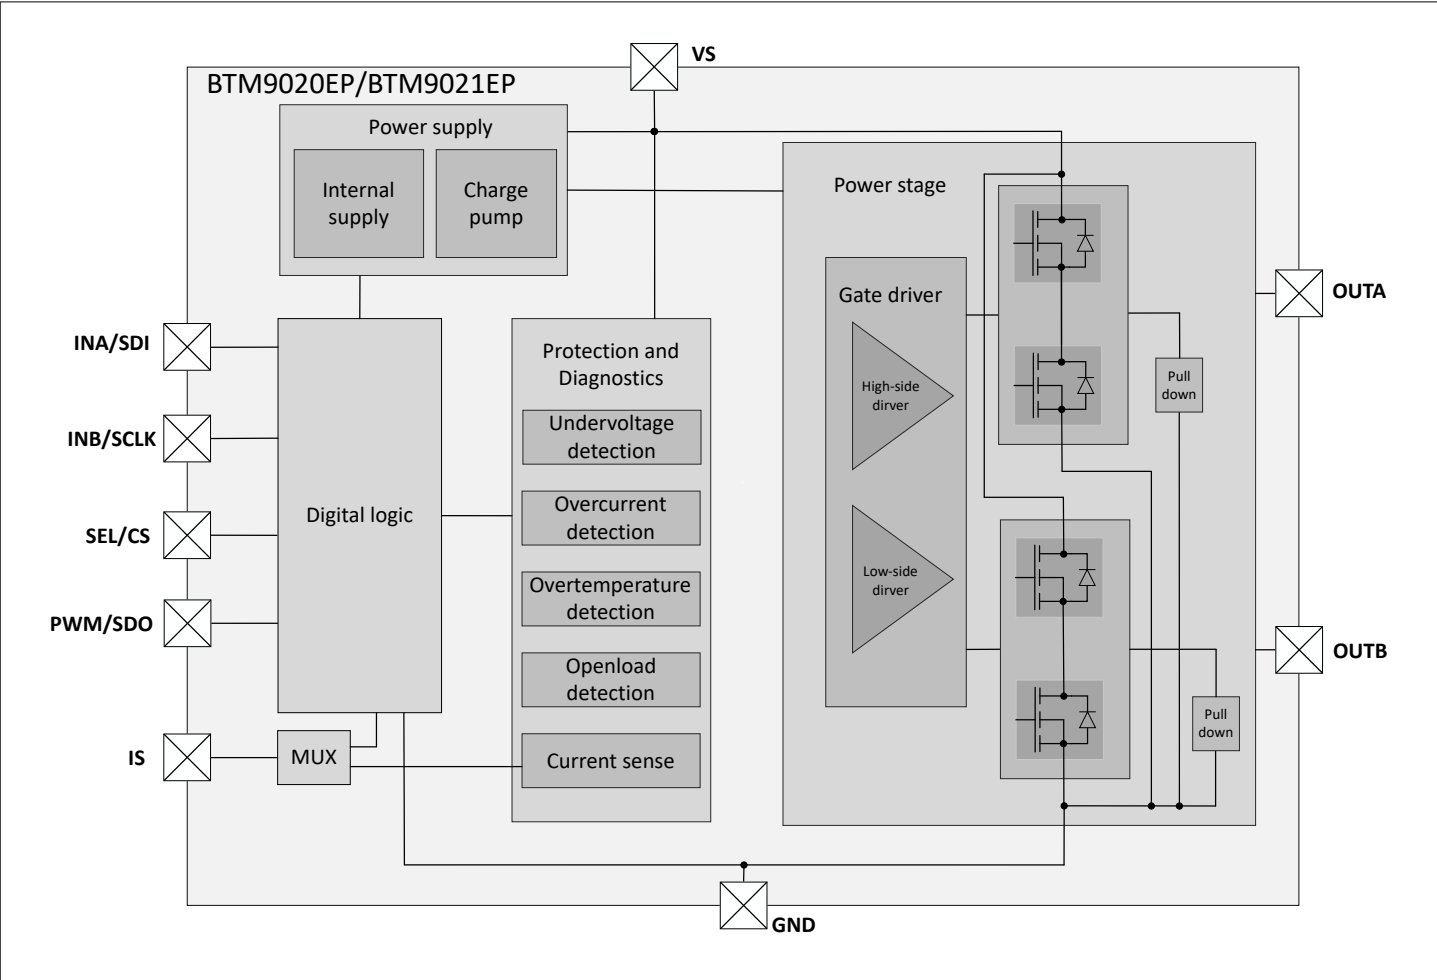 VS
BTM9020EP/BTM9021EP
Power supply
Internal
supply
Charge
pump
Power stage
Gate driver
High-side
dirver
Low-side
dirver
Pull
down
Pull
down
OUTA
OUTB
INA/SDI
INB/SCLK
SEL/CS
PWM/SDO
IS
Digital logic
MUX
Protection and
Diagnostics
Undervoltage
detection
Overcurrent
detection
Overtemperature
detection
Openload
detection
Current sense
GND